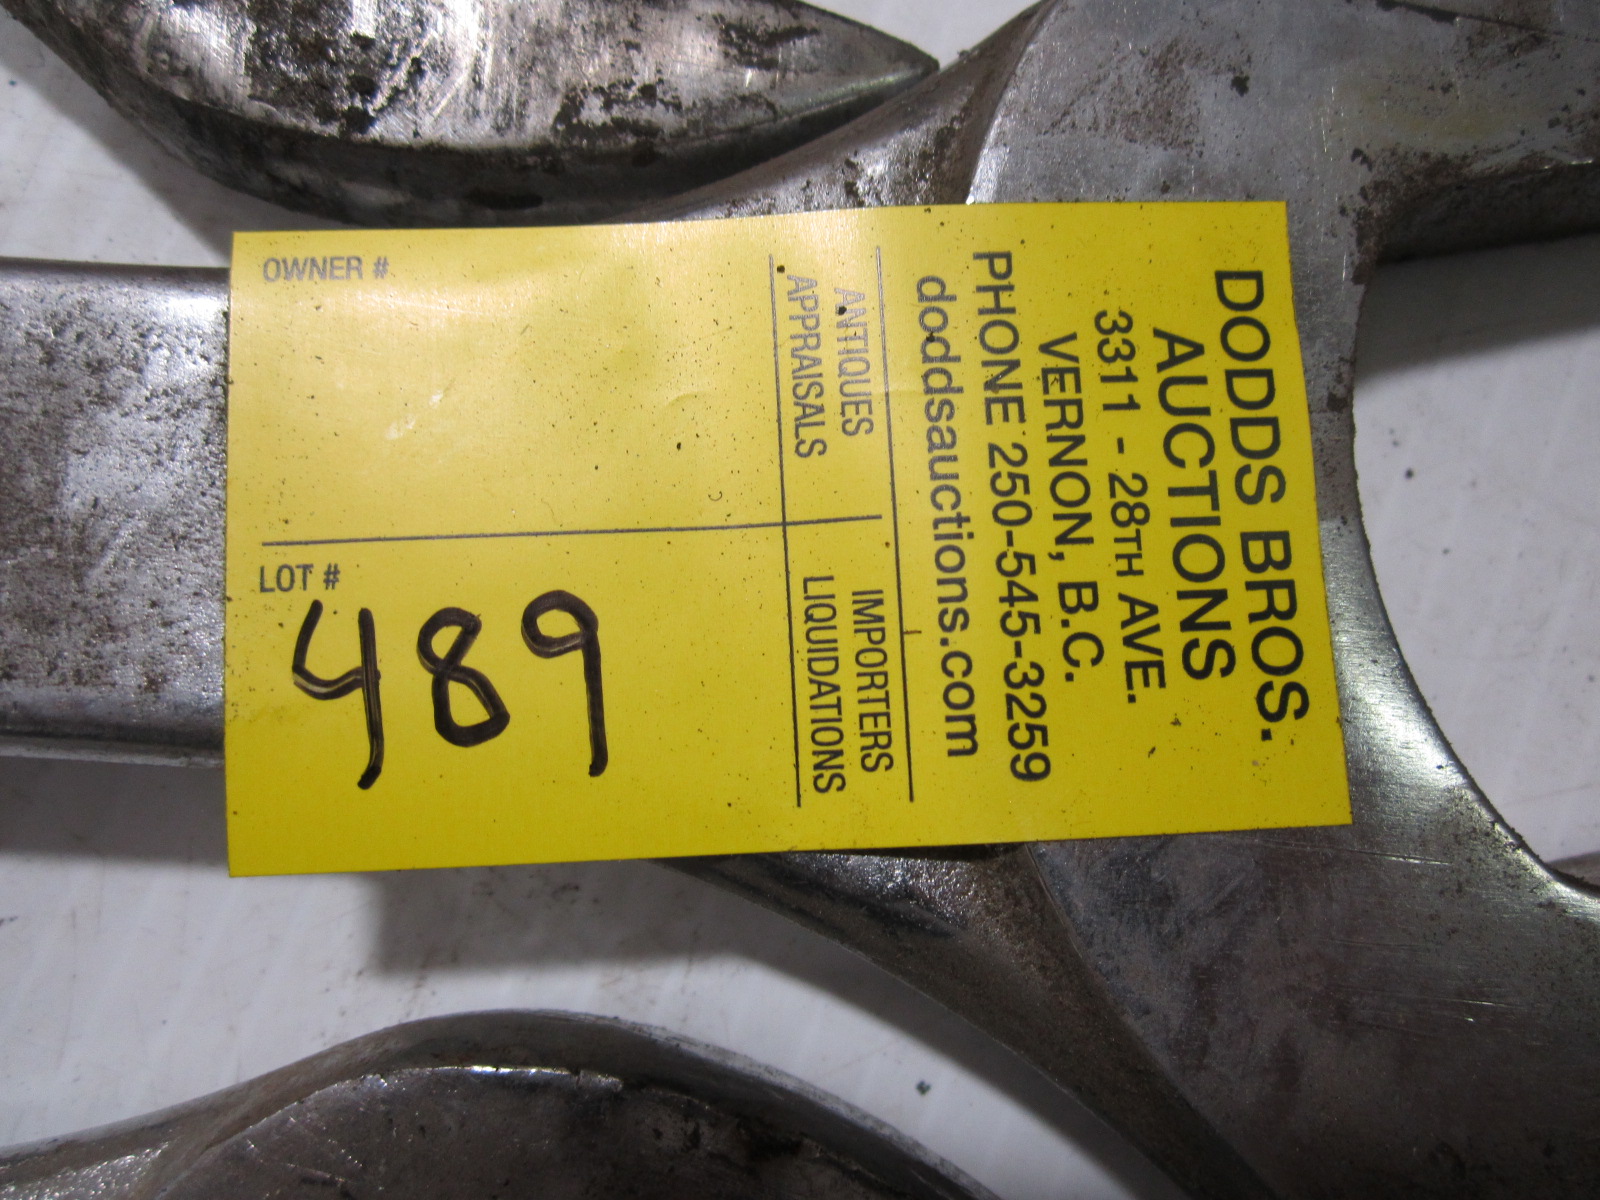 DODDS BROS.
AUCTIONS
3311 - 28TH AVE.
VERNON, B.C.
PHONE 250-545-3259
doddsauctions.com
ANTIQUES
APPRAISALS
IMPORTERS
LIQUIDATIONS
OWNER #
LOT #
489